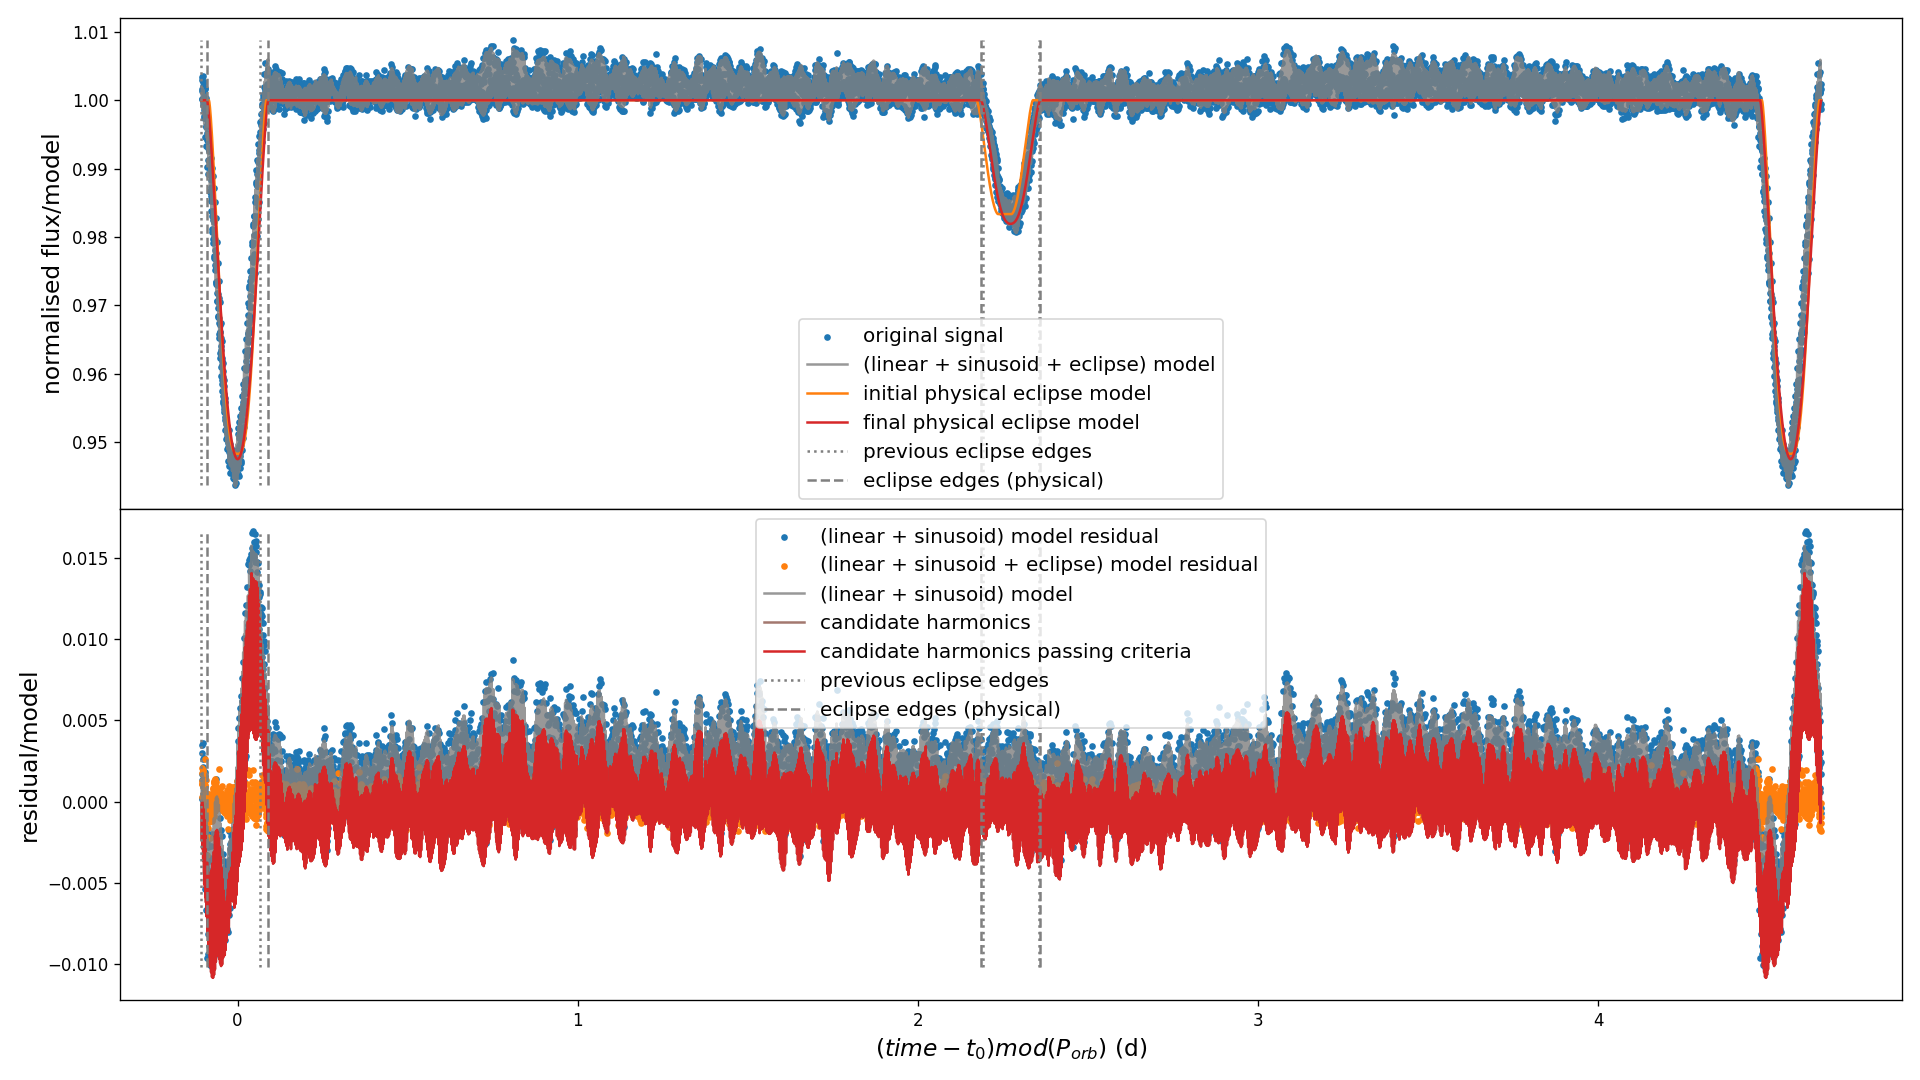 1.01
1.00
0.99
0.98
0.97
0.96
0.95
normalised flux/model
original signal
(linear + sinusoid + eclipse) model
initial physical eclipse model
final physical eclipse model
previous eclipse edges
eclipse edges (physical)
0.015
0.010
0.005
0.000
−0.005
−0.010
residual/model
(linear + sinusoid) model residual
(linear + sinusoid + eclipse) model residual
(linear + sinusoid) model
candidate harmonics
candidate harmonics passing criteria
previous eclipse edges
eclipse edges (physical)
0 1 2 3 4
(time − t₀)mod(P_orb) (d)